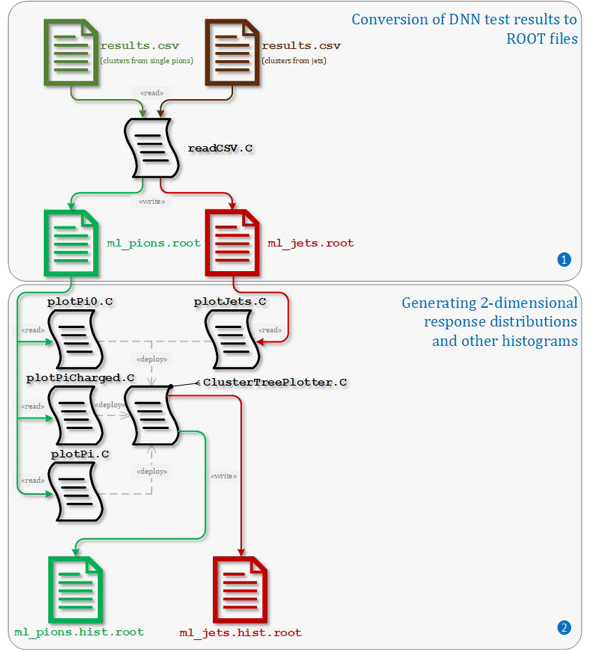 Conversion of DNN test results to
ROOT files
results.csv
(clusters from single pions)
results.csv
(clusters from jets)
«read»
readCSV.C
«write»
ml_pions.root
ml_jets.root
1
Generating 2-dimensional
response distributions
and other histograms
plotPi0.C
plotJets.C
«read»
«read»
«deploy»
plotPiCharged.C
ClusterTreePlotter.C
«read»
«deploy»
plotPi.C
«read»
«deploy»
«write»
ml_pions.hist.root
ml_jets.hist.root
2